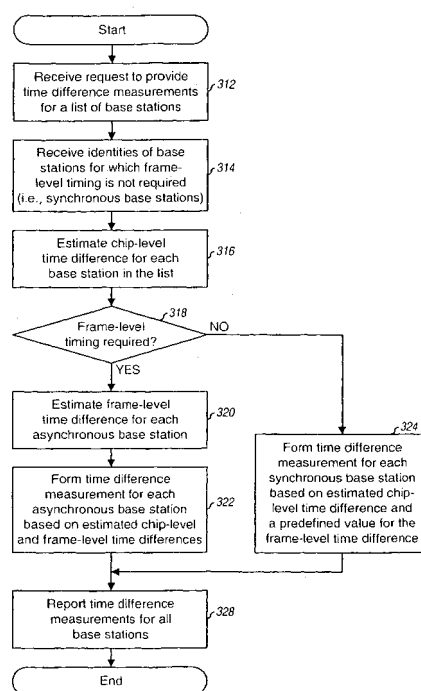 Start
Receive request to provide
time difference measurements
for a list of base stations
312
Receive identities of base
stations for which frame-
level timing is not required
(i.e., synchronous base stations)
314
Estimate chip-level
time difference for each
base station in the list
316
318
Frame-level
timing required?
NO
YES
Estimate frame-level
time difference for each
asynchronous base station
320
324
Form time difference
measurement for each
synchronous base station
based on estimated chip-
level time difference and
a predefined value for the
frame-level time difference
Form time difference
measurement for each
asynchronous base station
based on estimated chip-level
and frame-level time differences
322
Report time difference
measurements for all
base stations
328
End